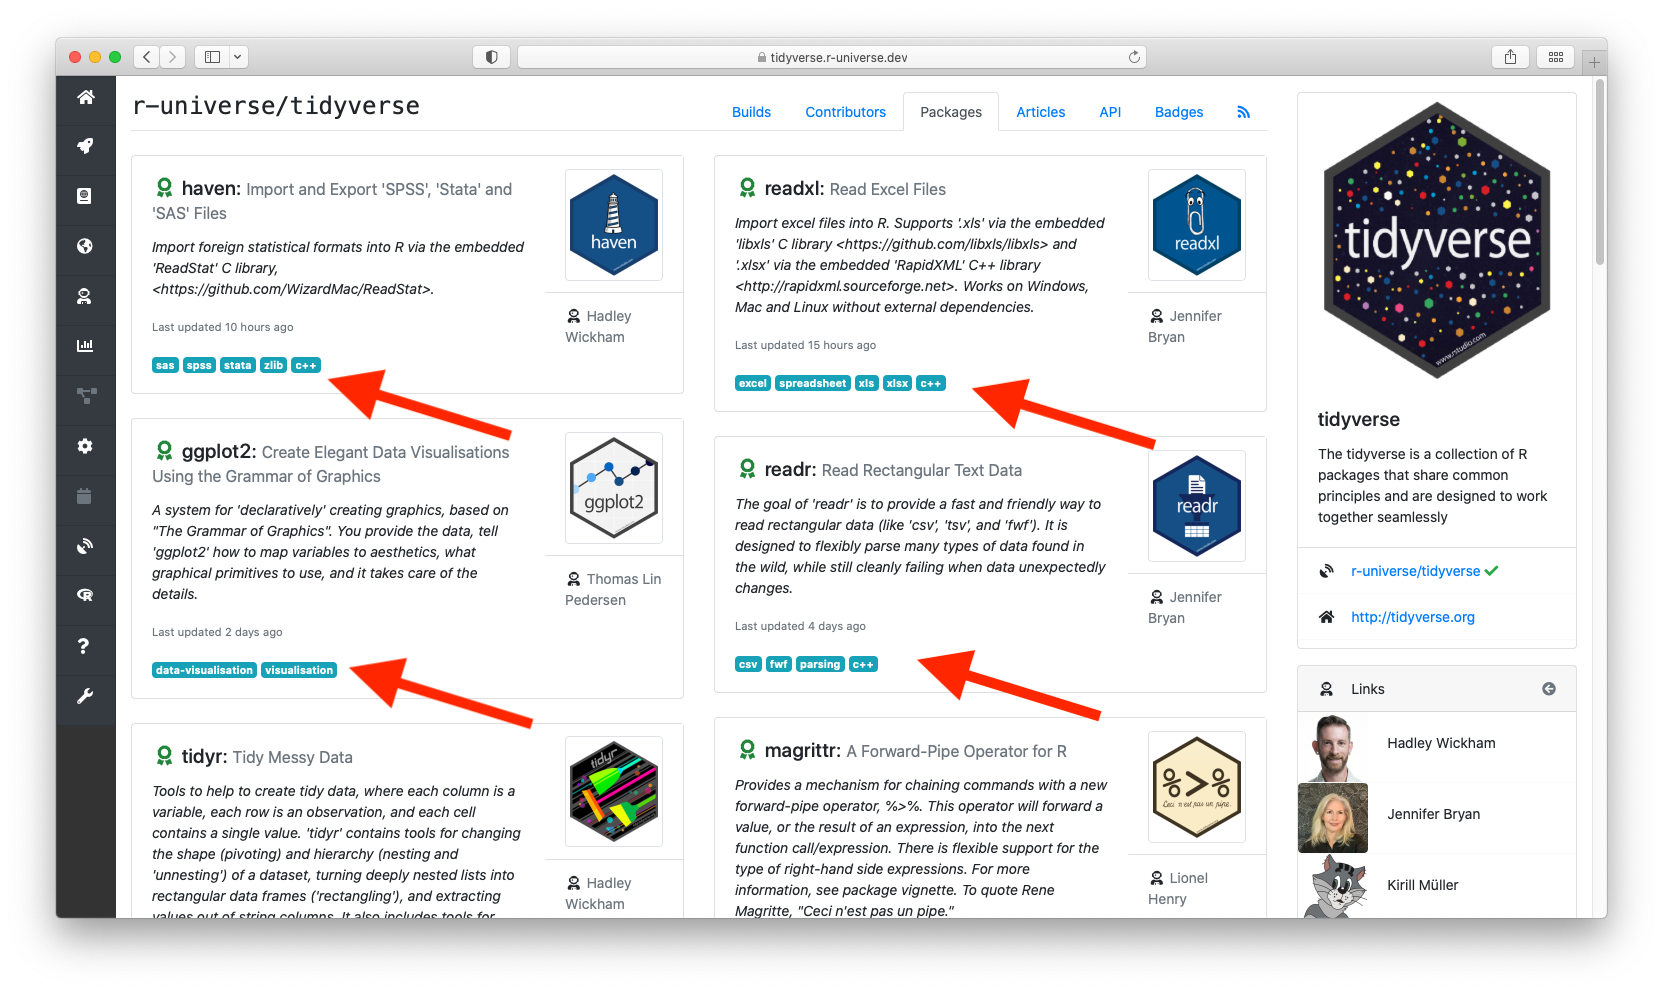 tidyverse.r-universe.dev
r-universe/tidyverse
Builds
Contributors
Packages
Articles
API
Badges
haven: Import and Export 'SPSS', 'Stata' and
'SAS' Files
Import foreign statistical formats into R via the embedded
'ReadStat' C library,
<https://github.com/WizardMac/ReadStat>.
Last updated 10 hours ago
sas spss stata zlib c++
haven
www.rstudio.com
Hadley
Wickham
readxl: Read Excel Files
Import excel files into R. Supports '.xls' via the embedded
'libxls' C library <https://github.com/libxls/libxls> and
'.xlsx' via the embedded 'RapidXML' C++ library
<http://rapidxml.sourceforge.net>. Works on Windows,
Mac and Linux without external dependencies.
Last updated 15 hours ago
excel spreadsheet xls xlsx c++
readxl
Jennifer
Bryan
ggplot2: Create Elegant Data Visualisations
Using the Grammar of Graphics
A system for 'declaratively' creating graphics, based on
"The Grammar of Graphics". You provide the data, tell
'ggplot2' how to map variables to aesthetics, what
graphical primitives to use, and it takes care of the
details.
Last updated 2 days ago
data-visualisation visualisation
ggplot2
Thomas Lin
Pedersen
readr: Read Rectangular Text Data
The goal of 'readr' is to provide a fast and friendly way to
read rectangular data (like 'csv', 'tsv', and 'fwf'). It is
designed to flexibly parse many types of data found in
the wild, while still cleanly failing when data unexpectedly
changes.
Last updated 4 days ago
csv fwf parsing c++
readr
Jennifer
Bryan
tidyr: Tidy Messy Data
Tools to help to create tidy data, where each column is a
variable, each row is an observation, and each cell
contains a single value. 'tidyr' contains tools for changing
the shape (pivoting) and hierarchy (nesting and
'unnesting') of a dataset, turning deeply nested lists into
rectangular data frames ('rectangling'), and extracting
values out of string columns. It also includes tools for
tidyr
Hadley
Wickham
magrittr: A Forward-Pipe Operator for R
Provides a mechanism for chaining commands with a new
forward-pipe operator, %>%. This operator will forward a
value, or the result of an expression, into the next
function call/expression. There is flexible support for the
type of right-hand side expressions. For more
information, see package vignette. To quote Rene
Magritte, "Ceci n'est pas un pipe."
%>%
Ceci n'est pas un pipe.
Lionel
Henry
tidyverse
www.rstudio.com
tidyverse
The tidyverse is a collection of R
packages that share common
principles and are designed to work
together seamlessly
r-universe/tidyverse
http://tidyverse.org
Links
Hadley Wickham
Jennifer Bryan
Kirill Müller